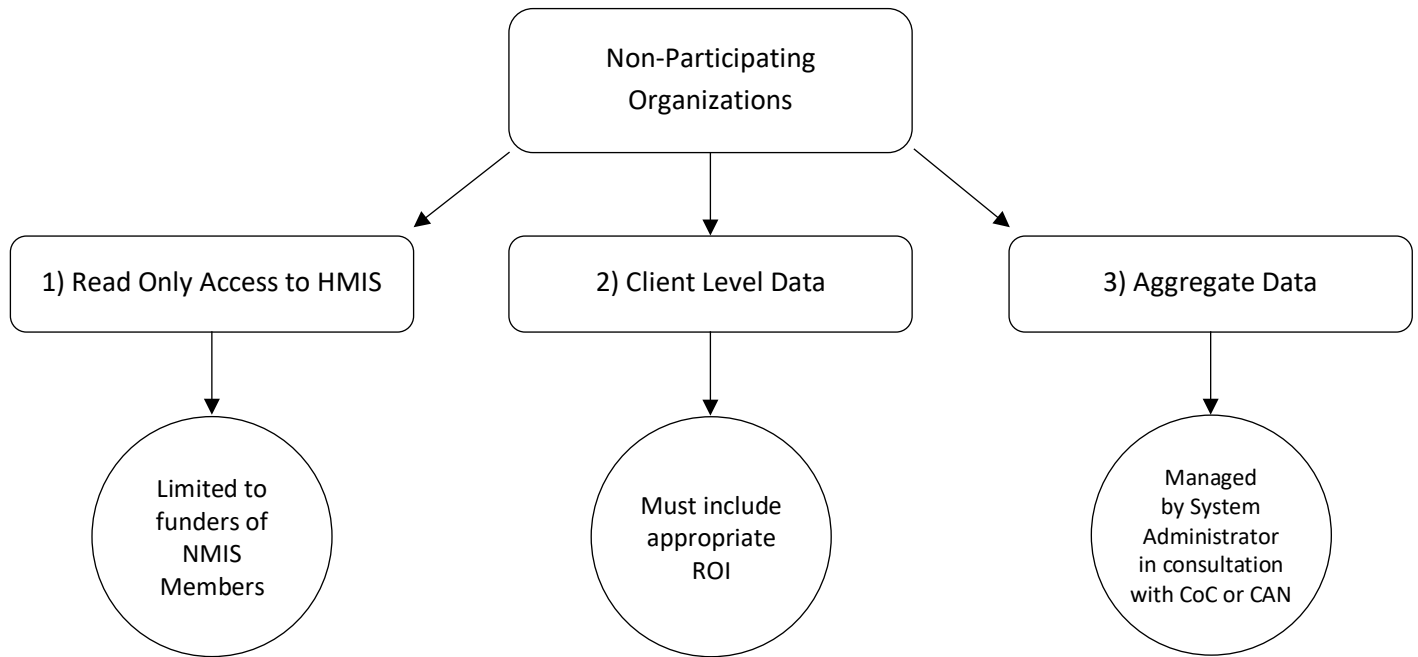 Non-Participating
Organizations
1) Read Only Access to HMIS
2) Client Level Data
3) Aggregate Data
Limited to
funders of
NMIS
Members
Must include
appropriate
ROI
Managed
by System
Administrator
in consultation
with CoC or CAN